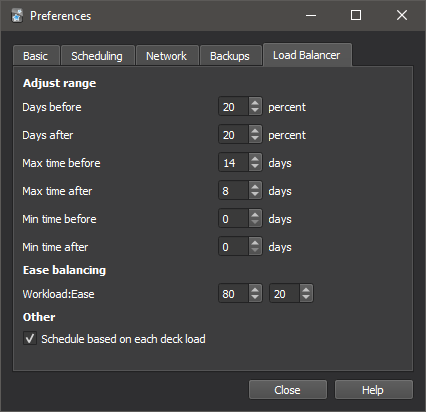 Preferences
Basic Scheduling Network Backups Load Balancer
Adjust range
Days before 20 percent
Days after 20 percent
Max time before 14 days
Max time after 8 days
Min time before 0 days
Min time after 0 days
Ease balancing
Workload:Ease 80 20
Other
Schedule based on each deck load
Close Help